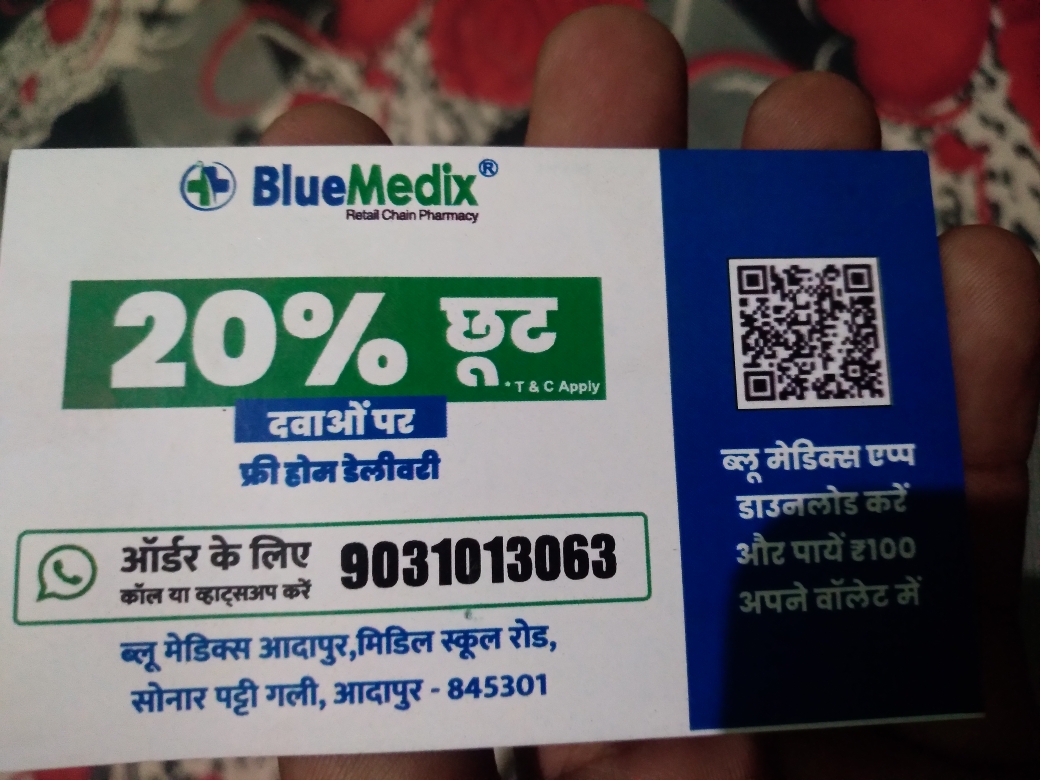 BlueMedix®
Retail Chain Pharmacy
20% छूट
* T & C Apply
दवाओं पर
फ्री होम डेलीवरी
ऑर्डर के लिए
कॉल या व्हाट्सअप करें
9031013063
ब्लू मेडिक्स आदापुर,मिडिल स्कूल रोड,
सोनार पट्टी गली, आदापुर - 845301
ब्लू मेडिक्स एप्प
डाउनलोड करें
और पायें ₹100
अपने वॉलेट में